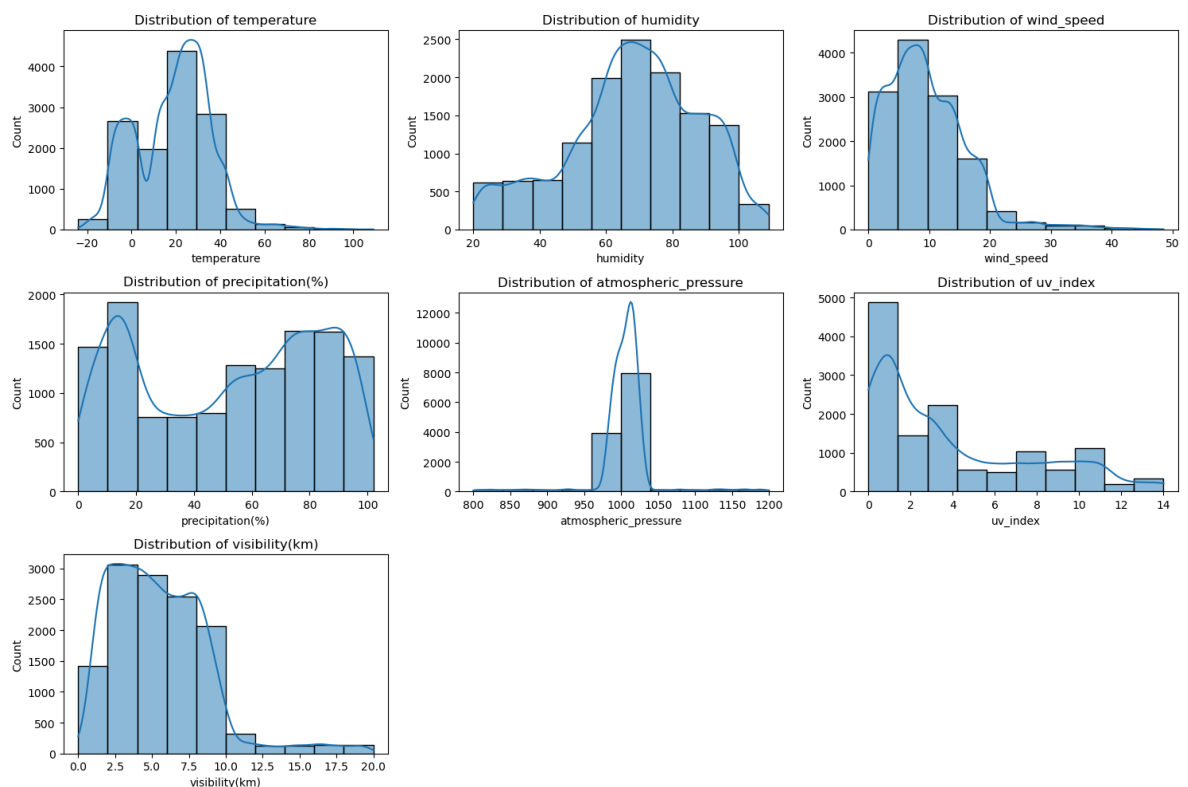 Distribution of temperature
Count
4000
3000
2000
1000
0
−20 0 20 40 60 80 100
temperature
Distribution of humidity
Count
2500
2000
1500
1000
500
0
20 40 60 80 100
humidity
Distribution of wind_speed
Count
4000
3000
2000
1000
0
0 10 20 30 40 50
wind_speed
Distribution of precipitation(%)
Count
2000
1500
1000
500
0
0 20 40 60 80 100
precipitation(%)
Distribution of atmospheric_pressure
Count
12000
10000
8000
6000
4000
2000
0
800 850 900 950 1000 1050 1100 1150 1200
atmospheric_pressure
Distribution of uv_index
Count
5000
4000
3000
2000
1000
0
0 2 4 6 8 10 12 14
uv_index
Distribution of visibility(km)
Count
3000
2500
2000
1500
1000
500
0
0.0 2.5 5.0 7.5 10.0 12.5 15.0 17.5 20.0
visibility(km)